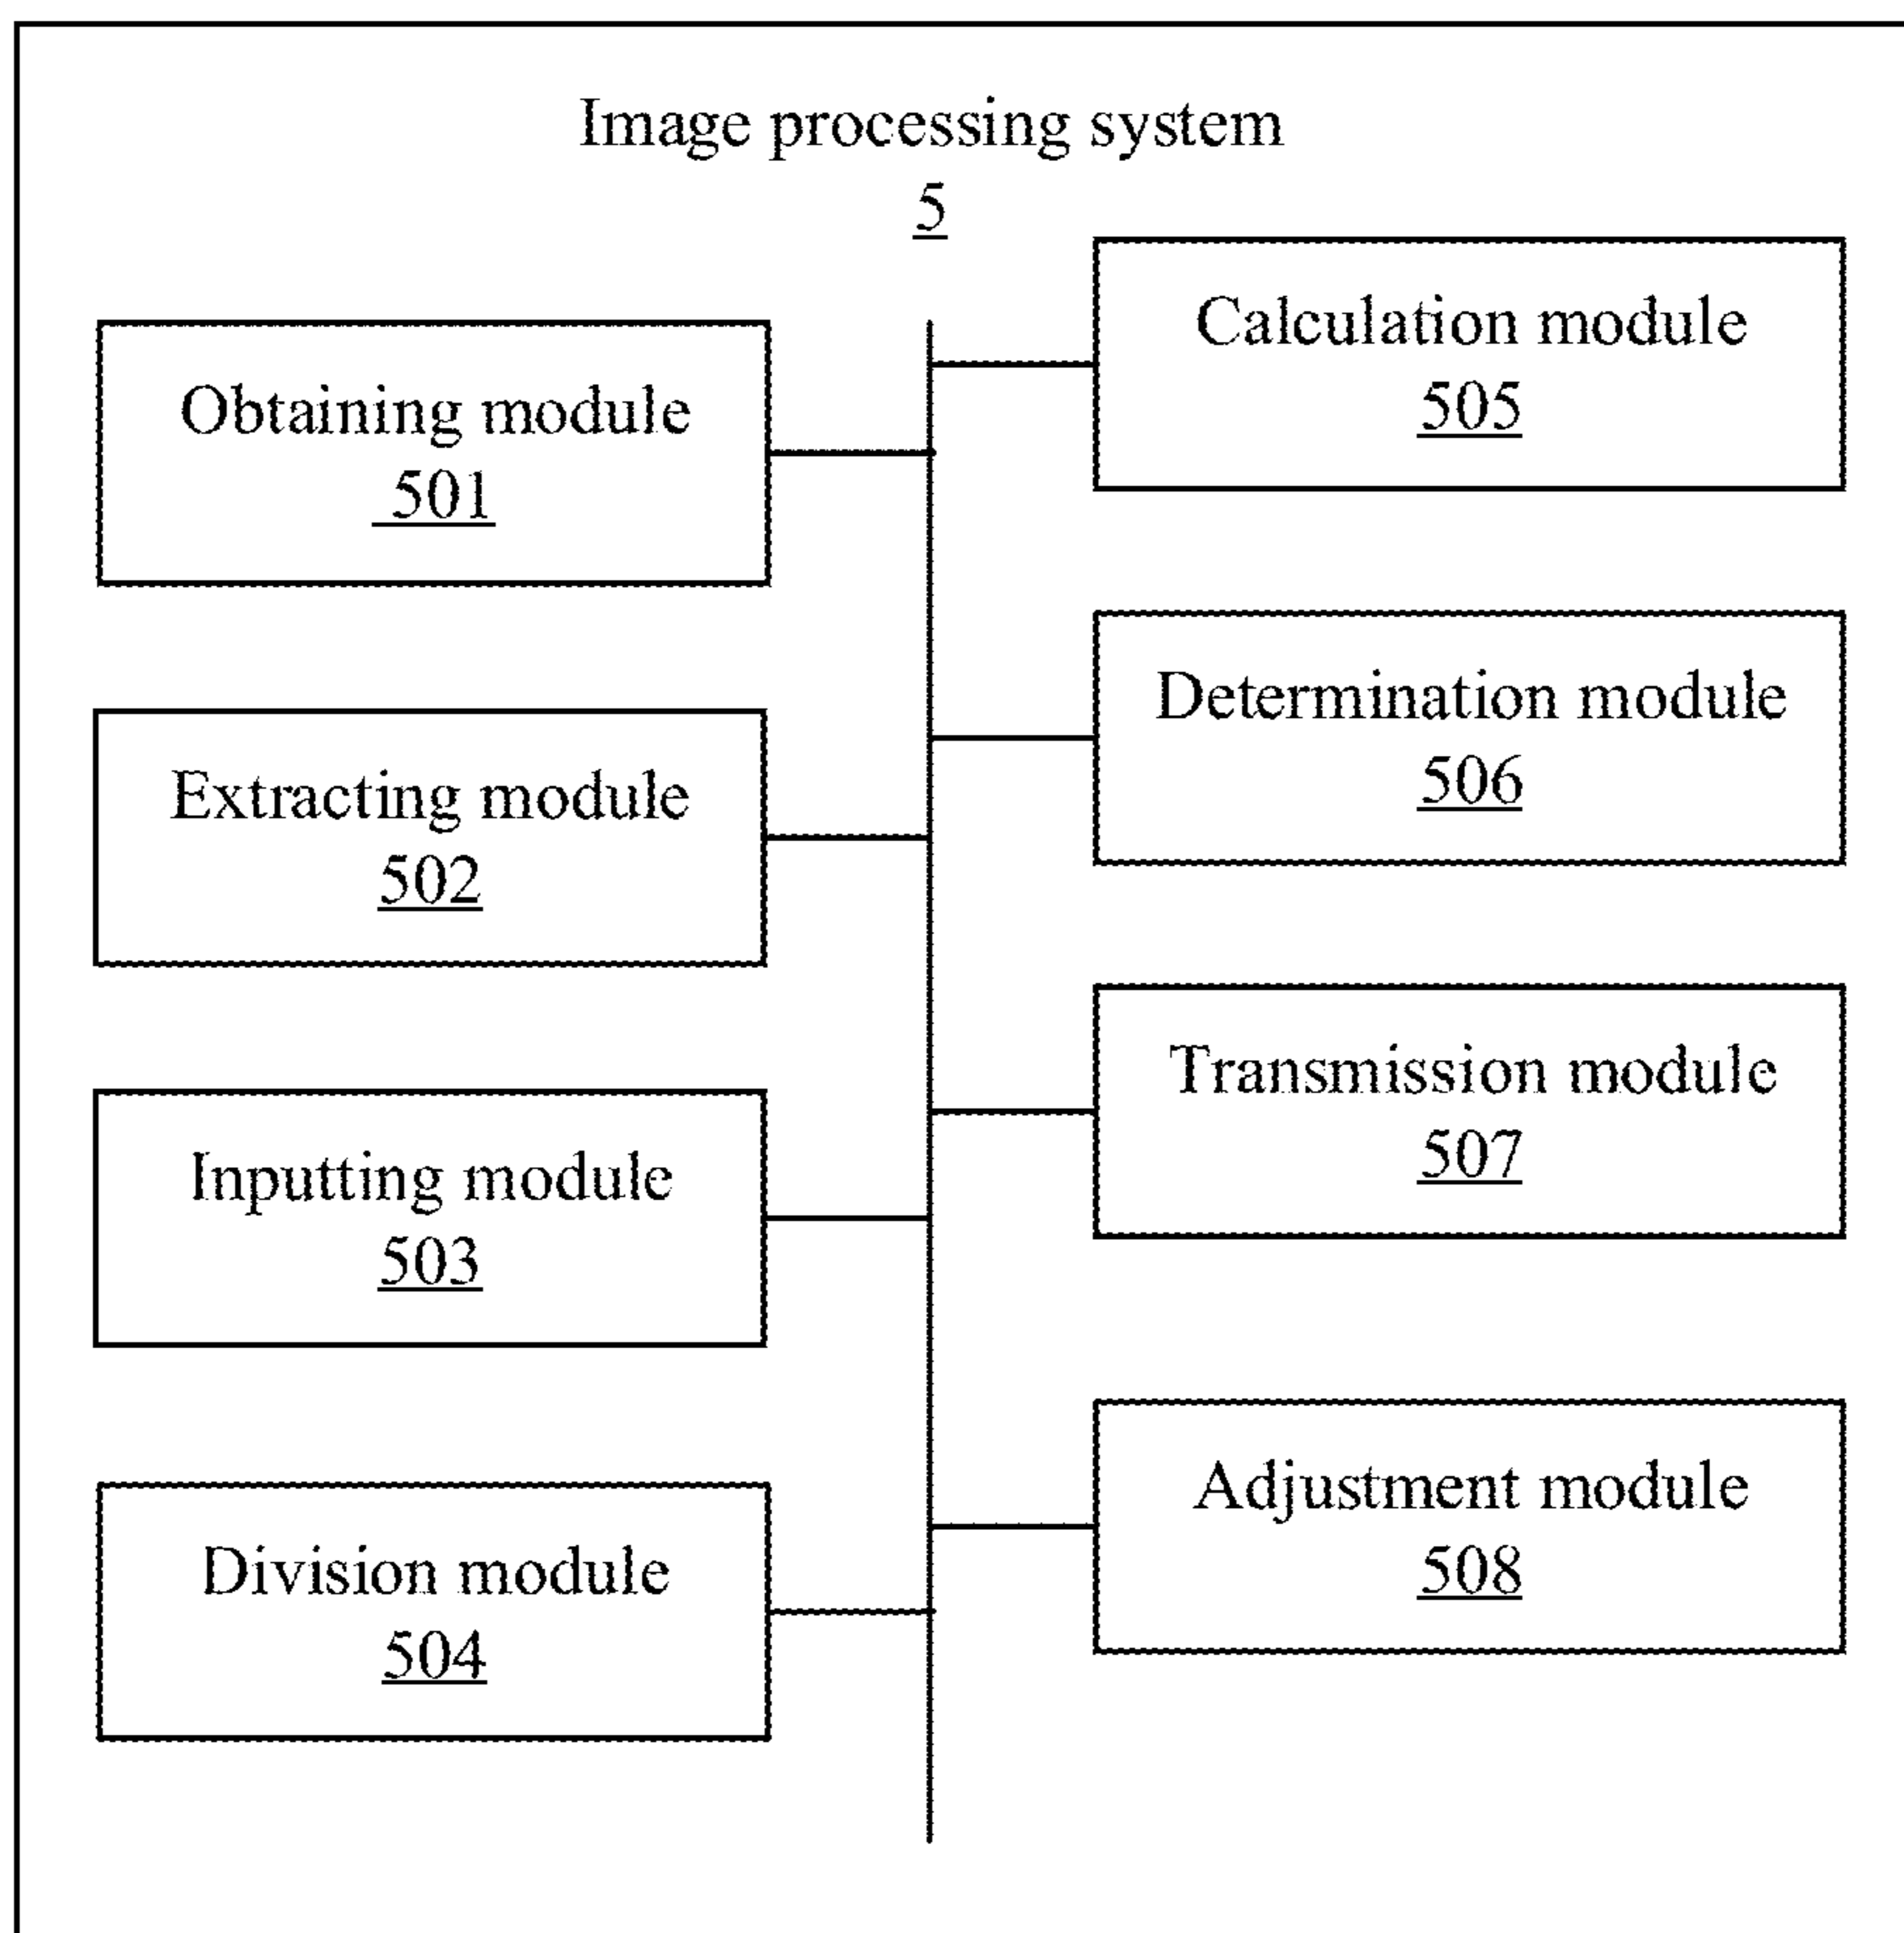 Image processing system
5
Obtaining module
501
Extracting module
502
Inputting module
503
Division module
504
Calculation module
505
Determination module
506
Transmission module
507
Adjustment module
508